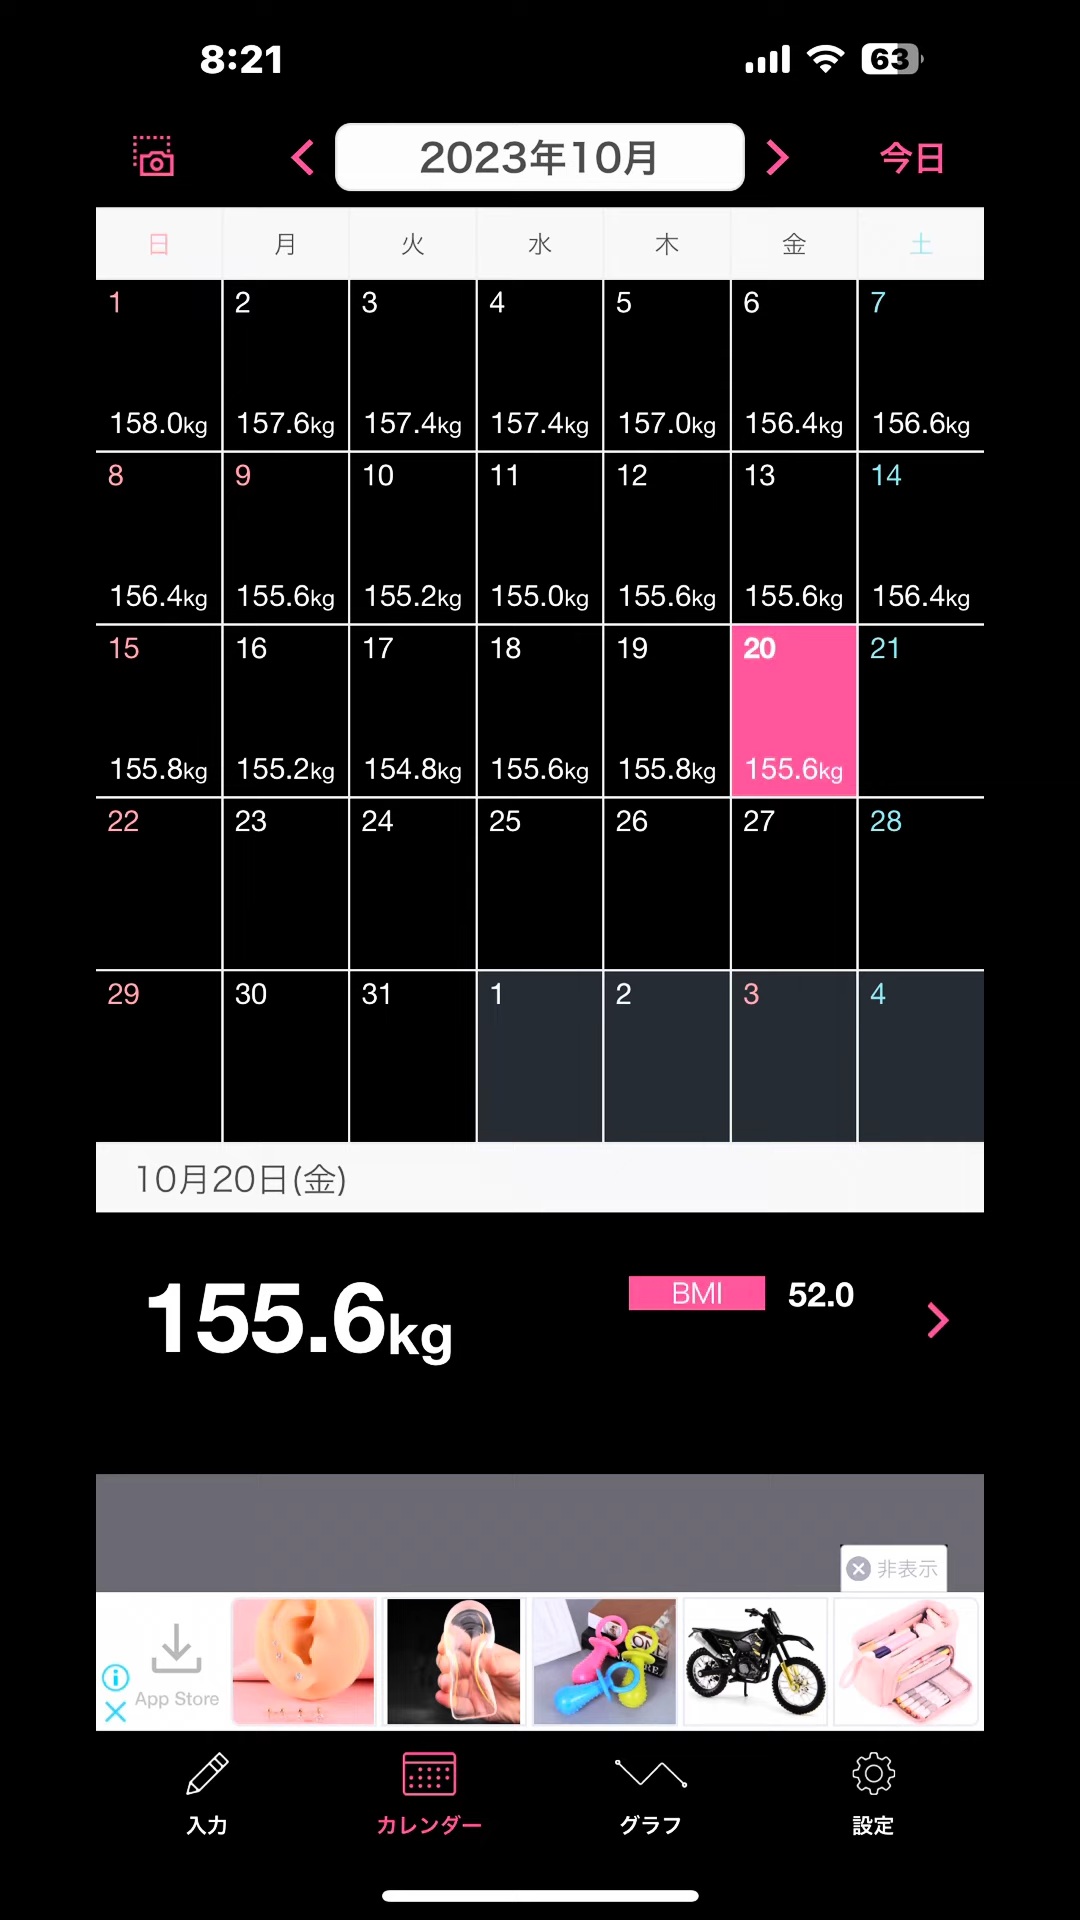 8:21 63
2023年10月 今日
日 月 火 水 木 金 土
1 2 3 4 5 6 7
158.0kg 157.6kg 157.4kg 157.4kg 157.0kg 156.4kg 156.6kg
8 9 10 11 12 13 14
156.4kg 155.6kg 155.2kg 155.0kg 155.6kg 155.6kg 156.4kg
15 16 17 18 19 20 21
155.8kg 155.2kg 154.8kg 155.6kg 155.8kg 155.6kg
22 23 24 25 26 27 28
29 30 31 1 2 3 4
10月20日(金)
155.6kg BMI 52.0
非表示
App Store
入力 カレンダー グラフ 設定